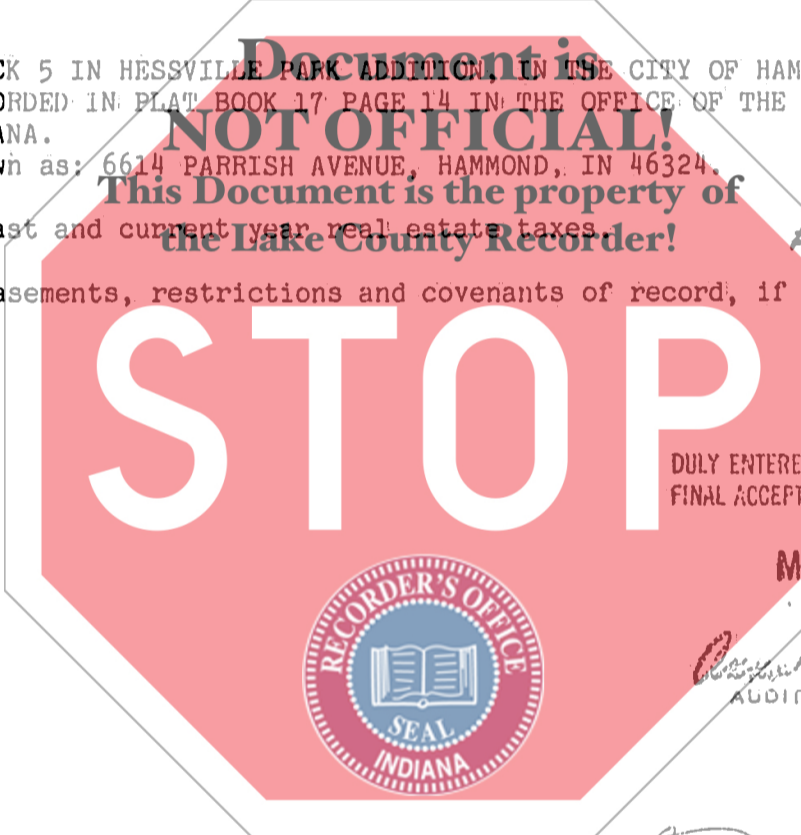 Document is
CK 5 IN HESSVILLE PARK ADDITION, IN THE CITY OF HAM
ORDED IN PLAT BOOK 17 PAGE 14 IN THE OFFICE OF THE
NOT OFFICIAL!
ANA.
wn as: 6614 PARRISH AVENUE, HAMMOND, IN 46324.
This Document is the property of
ast and current year real estate taxes.
the Lake County Recorder!
asements, restrictions and covenants of record, if
STOP
DULY ENTERE
FINAL ACCEPT
M
RECORDER'S OFFICE
SEAL
INDIANA
AUDI